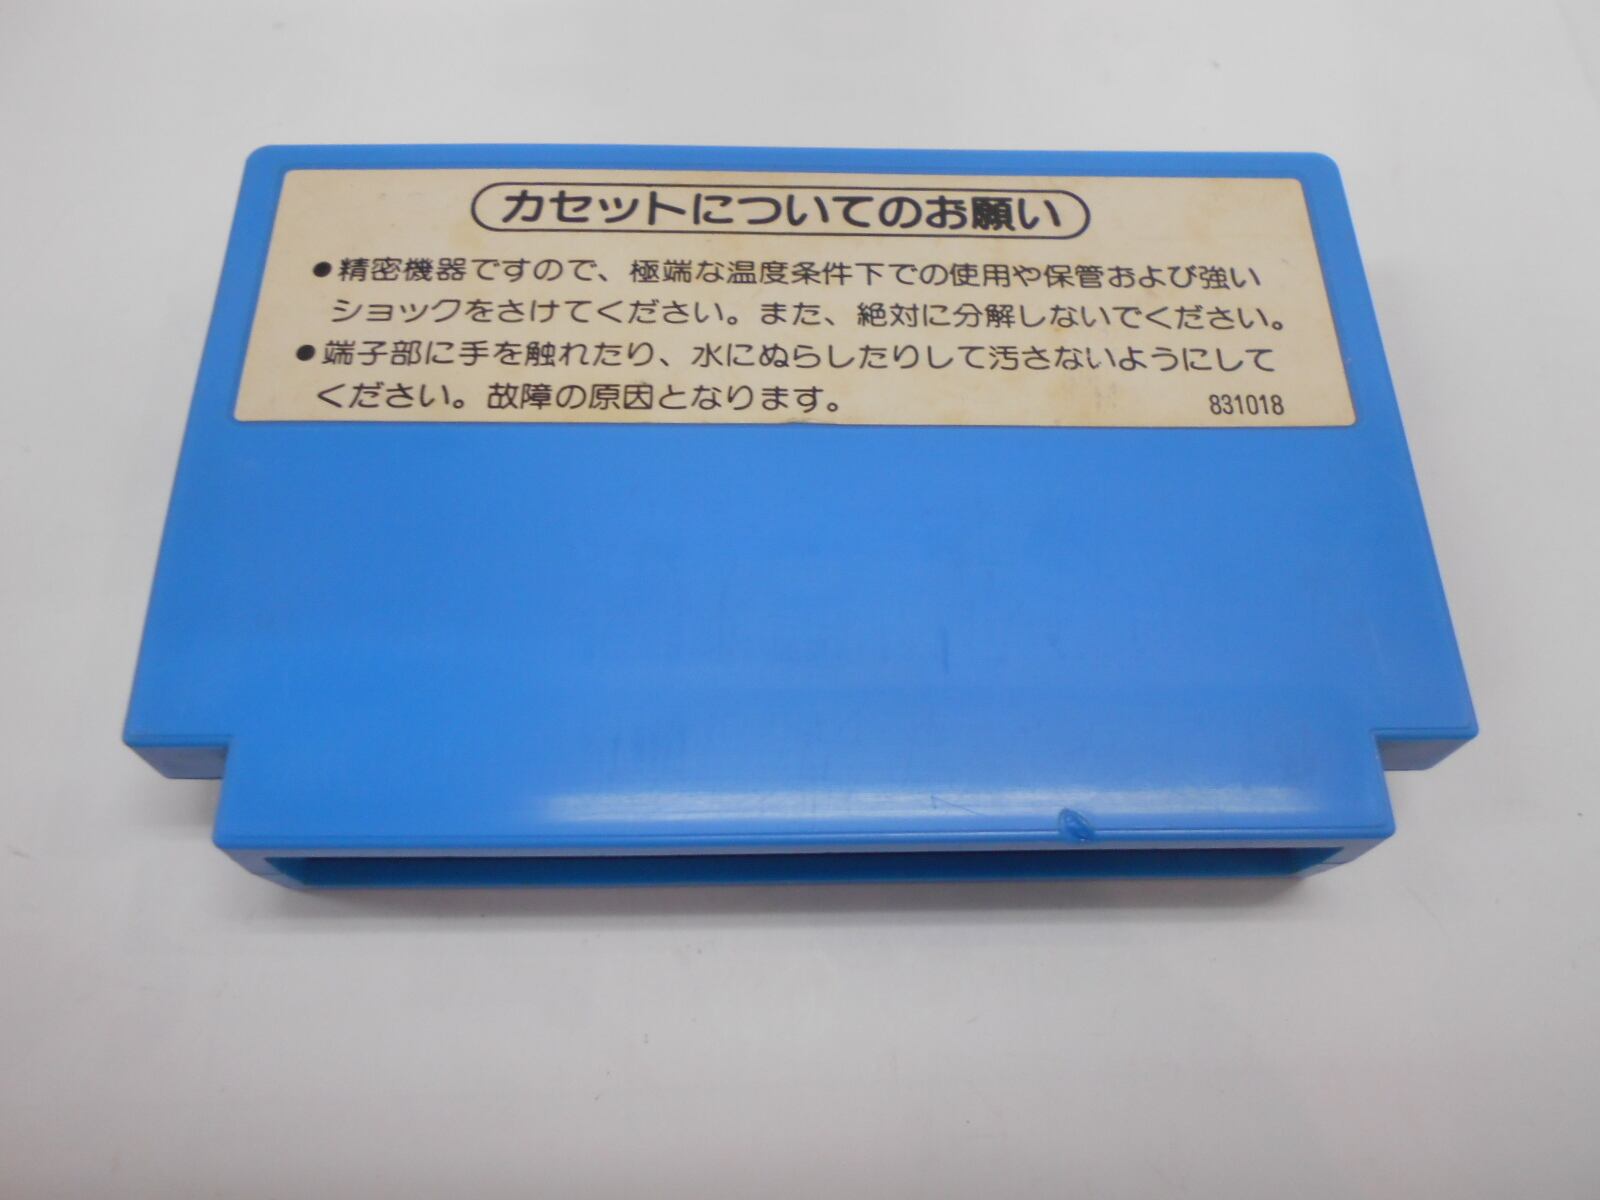 カセットについてのお願い
●精密機器ですので、極端な温度条件下での使用や保管および強い
ショックをさけてください。また、絶対に分解しないでください。
●端子部に手を触れたり、水にぬらしたりして汚さないようにして
ください。故障の原因となります。
831018